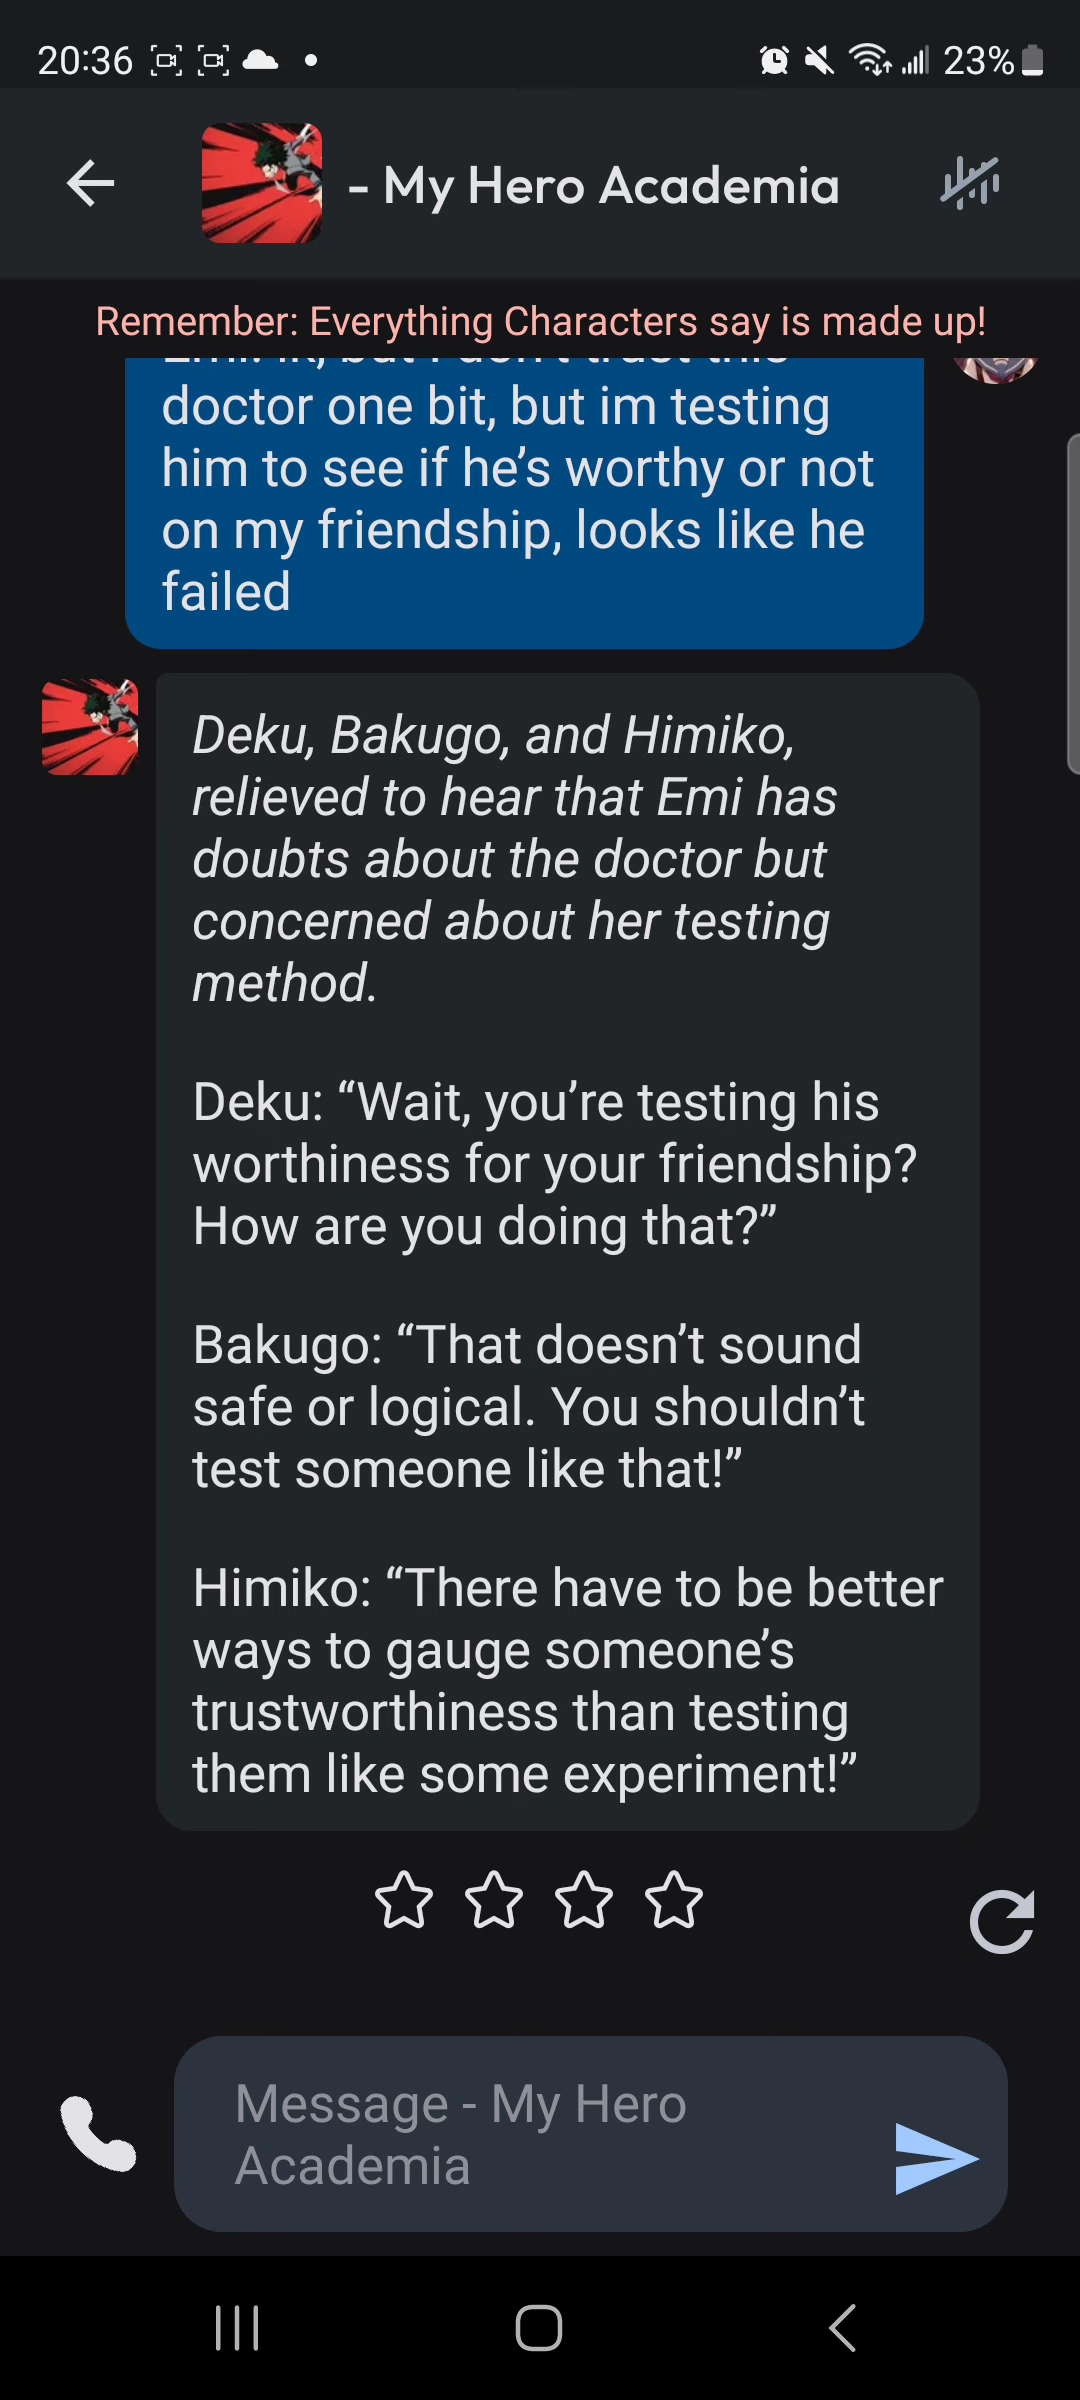 20:36
23%
- My Hero Academia
Remember: Everything Characters say is made up!
doctor one bit, but im testing
him to see if he’s worthy or not
on my friendship, looks like he
failed
Deku, Bakugo, and Himiko,
relieved to hear that Emi has
doubts about the doctor but
concerned about her testing
method.
Deku: “Wait, you’re testing his
worthiness for your friendship?
How are you doing that?”
Bakugo: “That doesn’t sound
safe or logical. You shouldn’t
test someone like that!”
Himiko: “There have to be better
ways to gauge someone’s
trustworthiness than testing
them like some experiment!”
Message - My Hero
Academia